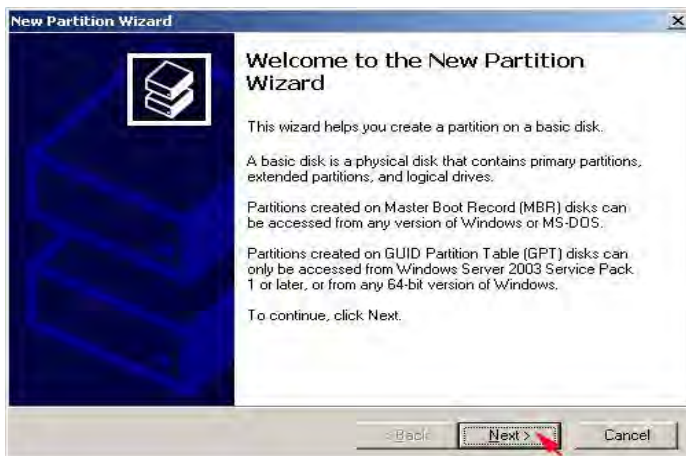 New Partition Wizard
Welcome to the New Partition
Wizard
This wizard helps you create a partition on a basic disk.
A basic disk is a physical disk that contains primary partitions,
extended partitions, and logical drives.
Partitions created on Master Boot Record (MBR) disks can
be accessed from any version of Windows or MS-DOS.
Partitions created on GUID Partition Table (GPT) disks can
only be accessed from Windows Server 2003 Service Pack
1 or later, or from any 64-bit version of Windows.
To continue, click Next.
< Back Next > Cancel